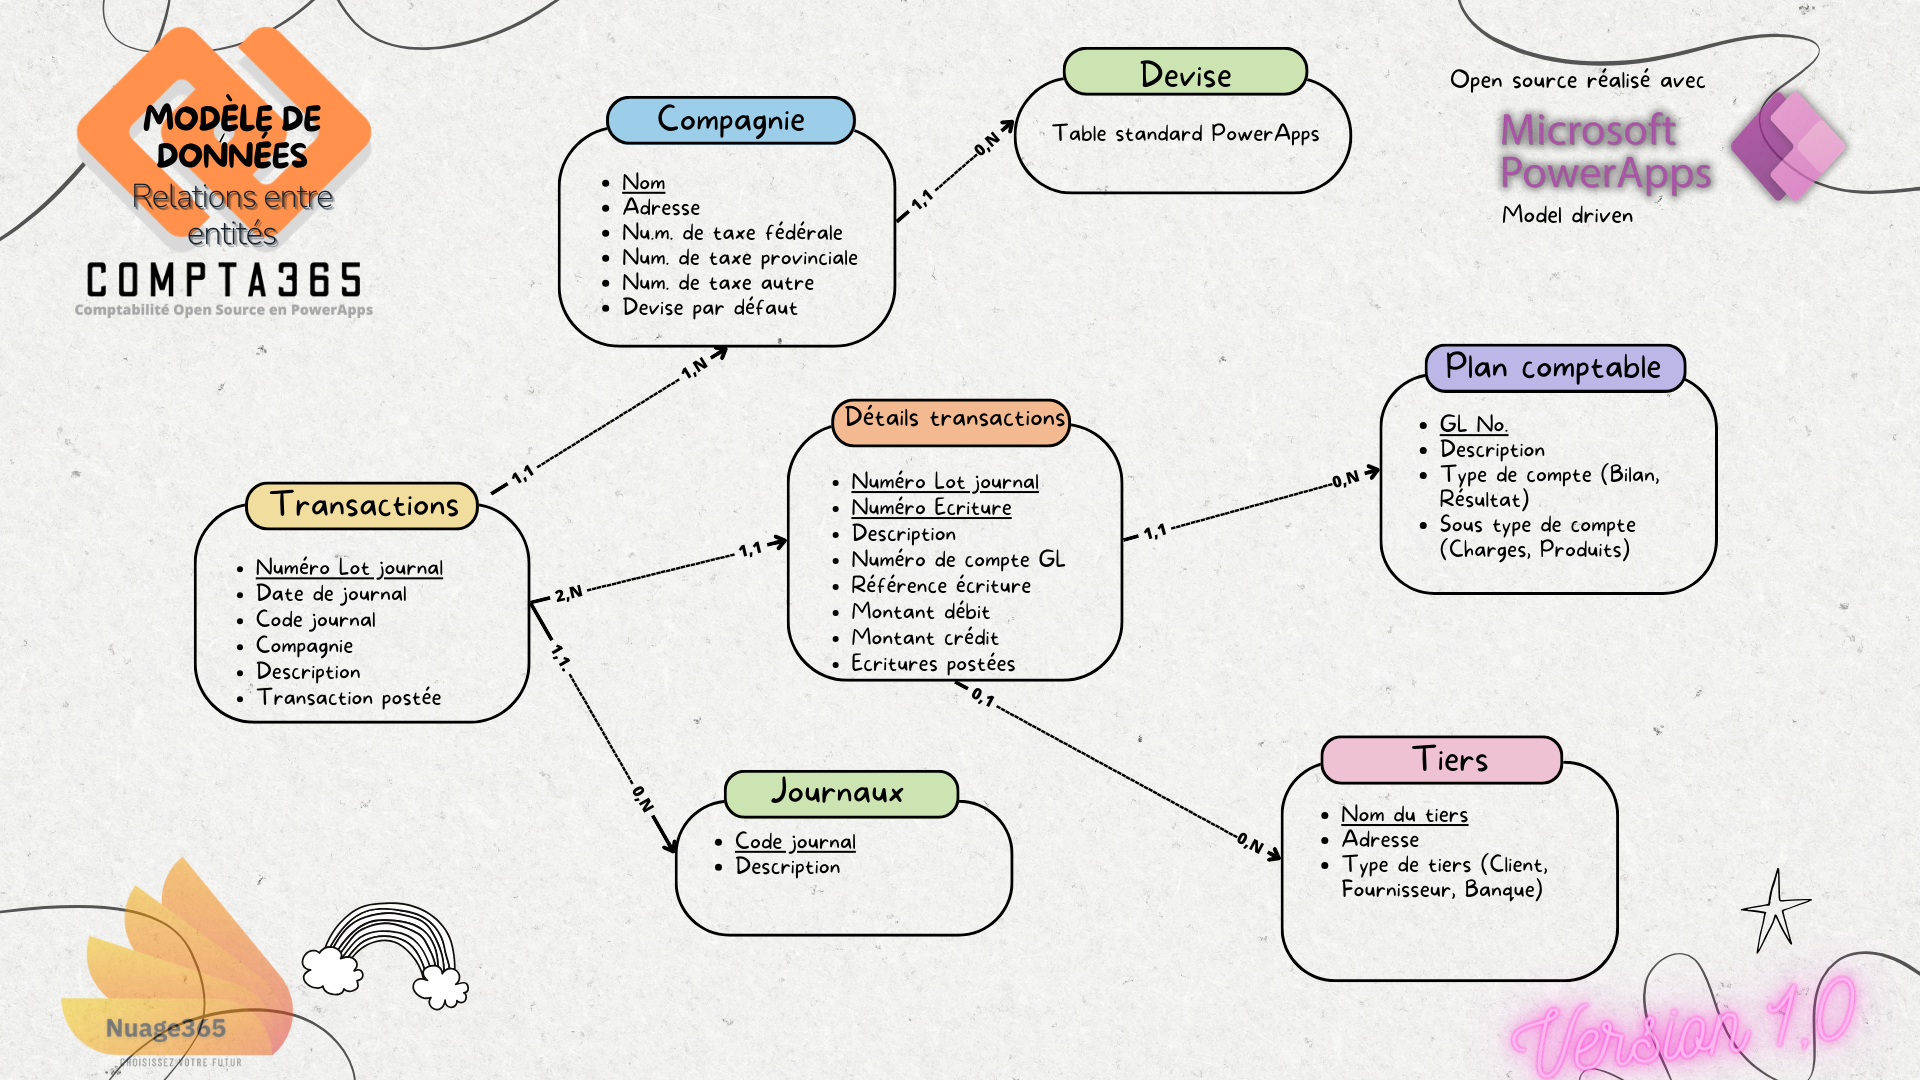 MODÈLE DE
DONNÉES
Relations entre
entités
COMPTA365
Comptabilité Open Source en PowerApps
Compagnie
Nom
Adresse
Nu.m. de taxe fédérale
Num. de taxe provinciale
Num. de taxe autre
Devise par défaut
1,1
0,N
Devise
Table standard PowerApps
Open source réalisé avec
Microsoft
PowerApps
Model driven
1,1
1,N
Transactions
Numéro Lot journal
Date de journal
Code journal
Compagnie
Description
Transaction postée
2,N
1,1
1,1
0,N
Détails transactions
Numéro Lot journal
Numéro Ecriture
Description
Numéro de compte GL
Référence écriture
Montant débit
Montant crédit
Ecritures postées
1,1
0,N
Plan comptable
GL No.
Description
Type de compte (Bilan,
Résultat)
Sous type de compte
(Charges, Produits)
0,1
0,N
Journaux
Code journal
Description
Tiers
Nom du tiers
Adresse
Type de tiers (Client,
Fournisseur, Banque)
Nuage365
CHOISISSEZ VOTRE FUTUR
Version 1.0